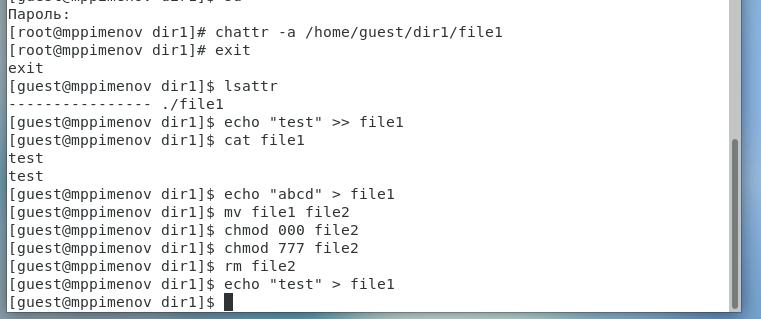 Пароль:
[root@mppimenov dir1]# chattr -a /home/guest/dir1/file1
[root@mppimenov dir1]# exit
exit
[guest@mppimenov dir1]$ lsattr
---------------- ./file1
[guest@mppimenov dir1]$ echo "test" >> file1
[guest@mppimenov dir1]$ cat file1
test
test
[guest@mppimenov dir1]$ echo "abcd" > file1
[guest@mppimenov dir1]$ mv file1 file2
[guest@mppimenov dir1]$ chmod 000 file2
[guest@mppimenov dir1]$ chmod 777 file2
[guest@mppimenov dir1]$ rm file2
[guest@mppimenov dir1]$ echo "test" > file1
[guest@mppimenov dir1]$